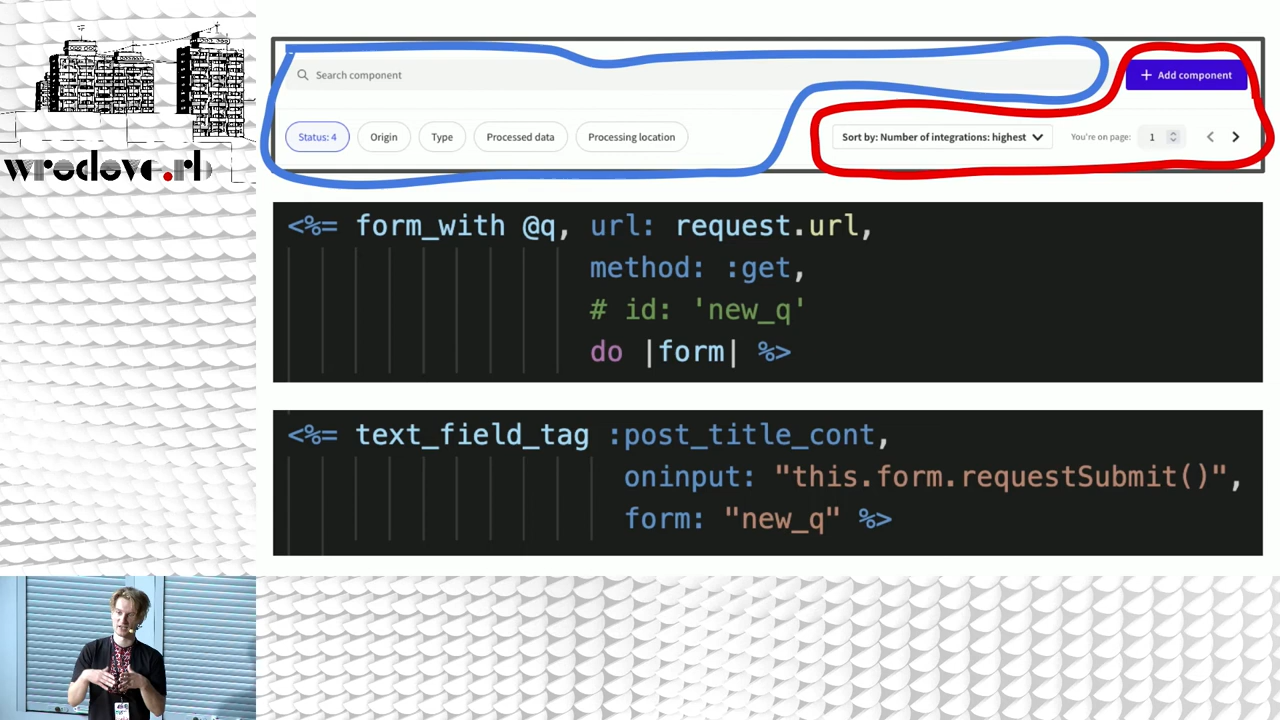 wroclove.rb
Search component
+ Add component
Status: 4 Origin Type Processed data Processing location
Sort by: Number of integrations: highest You're on page: 1
<%= form_with @q, url: request.url,
method: :get,
# id: 'new_q'
do |form| %>
<%= text_field_tag :post_title_cont,
oninput: "this.form.requestSubmit()",
form: "new_q" %>